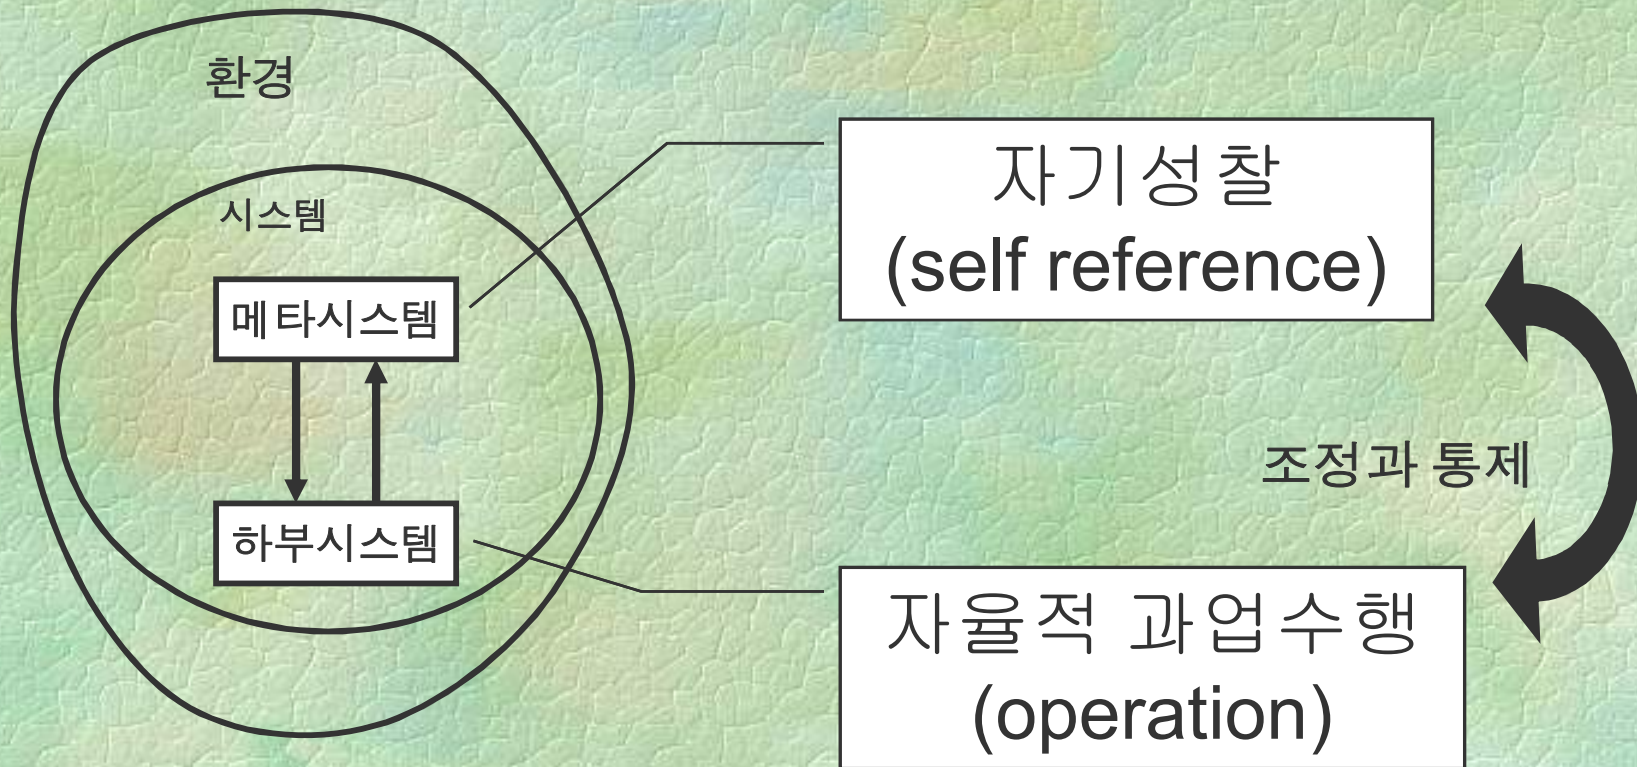 환경
시스템
메타시스템
하부시스템
자기성찰
(self reference)
조정과 통제
자율적 과업수행
(operation)